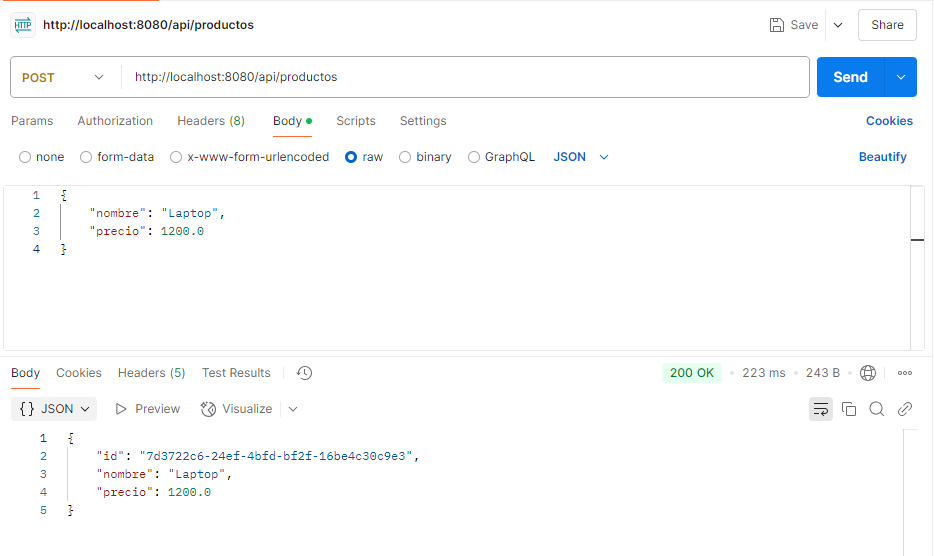 HTTP http://localhost:8080/api/productos Save Share
POST http://localhost:8080/api/productos Send
Params Authorization Headers (8) Body Scripts Settings Cookies
none form-data x-www-form-urlencoded raw binary GraphQL JSON Beautify
1 {
2 "nombre": "Laptop",
3 "precio": 1200.0
4 }
Body Cookies Headers (5) Test Results 200 OK • 223 ms • 243 B •
{} JSON Preview Visualize
1 {
2 "id": "7d3722c6-24ef-4bfd-bf2f-16be4c30c9e3",
3 "nombre": "Laptop",
4 "precio": 1200.0
5 }